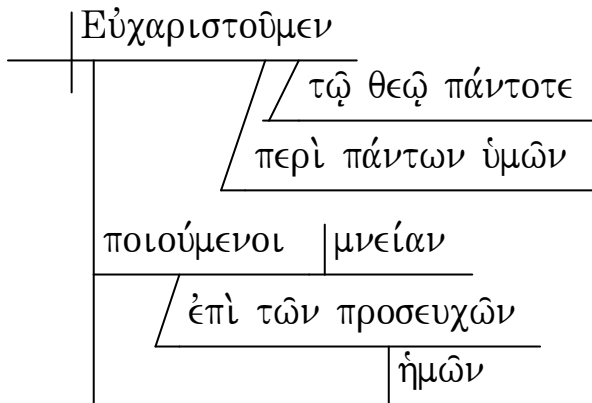 Εὐχαριστοῦμεν
τῷ θεῷ πάντοτε
περὶ πάντων ὑμῶν
ποιούμενοι μνείαν
ἐπὶ τῶν προσευχῶν
ἡμῶν